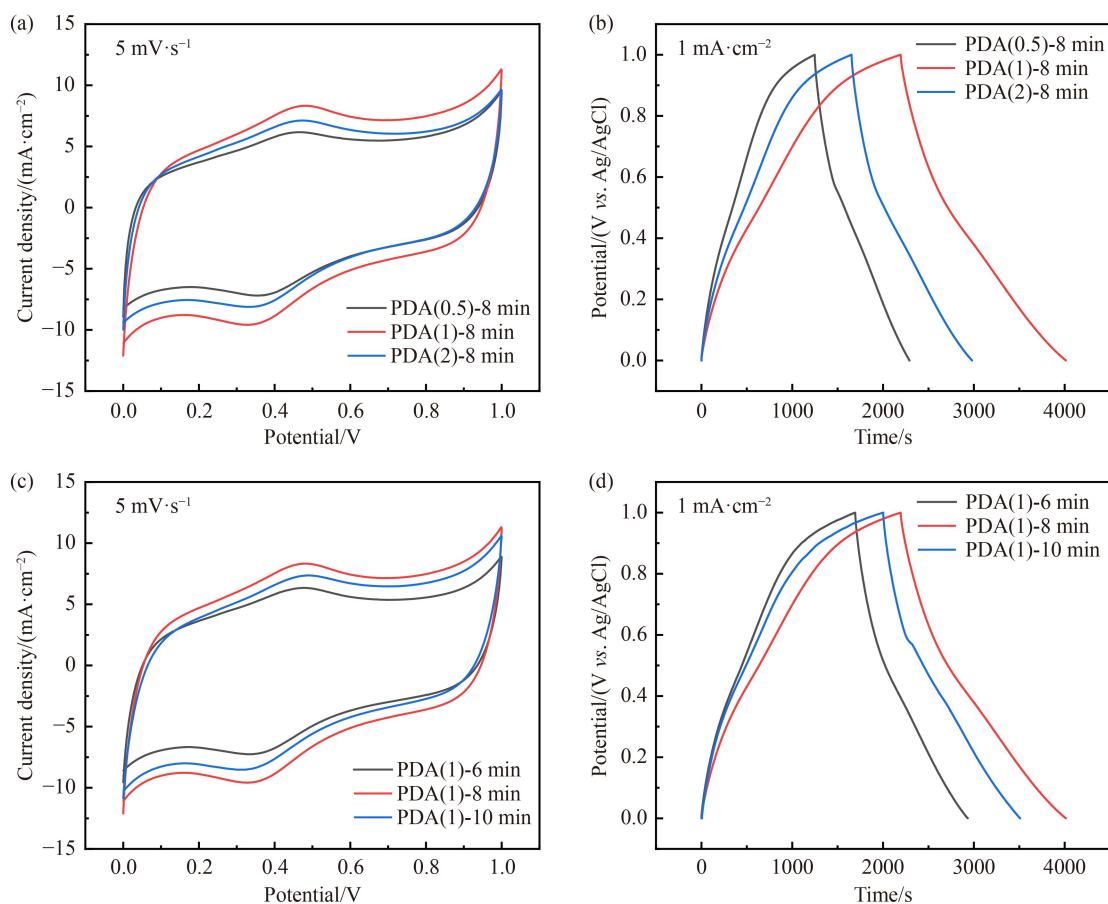 (a)
5 mV·s⁻¹
15
10
5
0
−5
−10
−15
Current density/(mA·cm⁻²)
PDA(0.5)-8 min
PDA(1)-8 min
PDA(2)-8 min
0.0 0.2 0.4 0.6 0.8 1.0
Potential/V
(b)
1 mA·cm⁻²
PDA(0.5)-8 min
PDA(1)-8 min
PDA(2)-8 min
1.0
0.8
0.6
0.4
0.2
0.0
Potential/(V vs. Ag/AgCl)
0 1000 2000 3000 4000
Time/s
(c)
5 mV·s⁻¹
15
10
5
0
−5
−10
−15
Current density/(mA·cm⁻²)
PDA(1)-6 min
PDA(1)-8 min
PDA(1)-10 min
0.0 0.2 0.4 0.6 0.8 1.0
Potential/V
(d)
1 mA·cm⁻²
PDA(1)-6 min
PDA(1)-8 min
PDA(1)-10 min
1.0
0.8
0.6
0.4
0.2
0.0
Potential/(V vs. Ag/AgCl)
0 1000 2000 3000 4000
Time/s